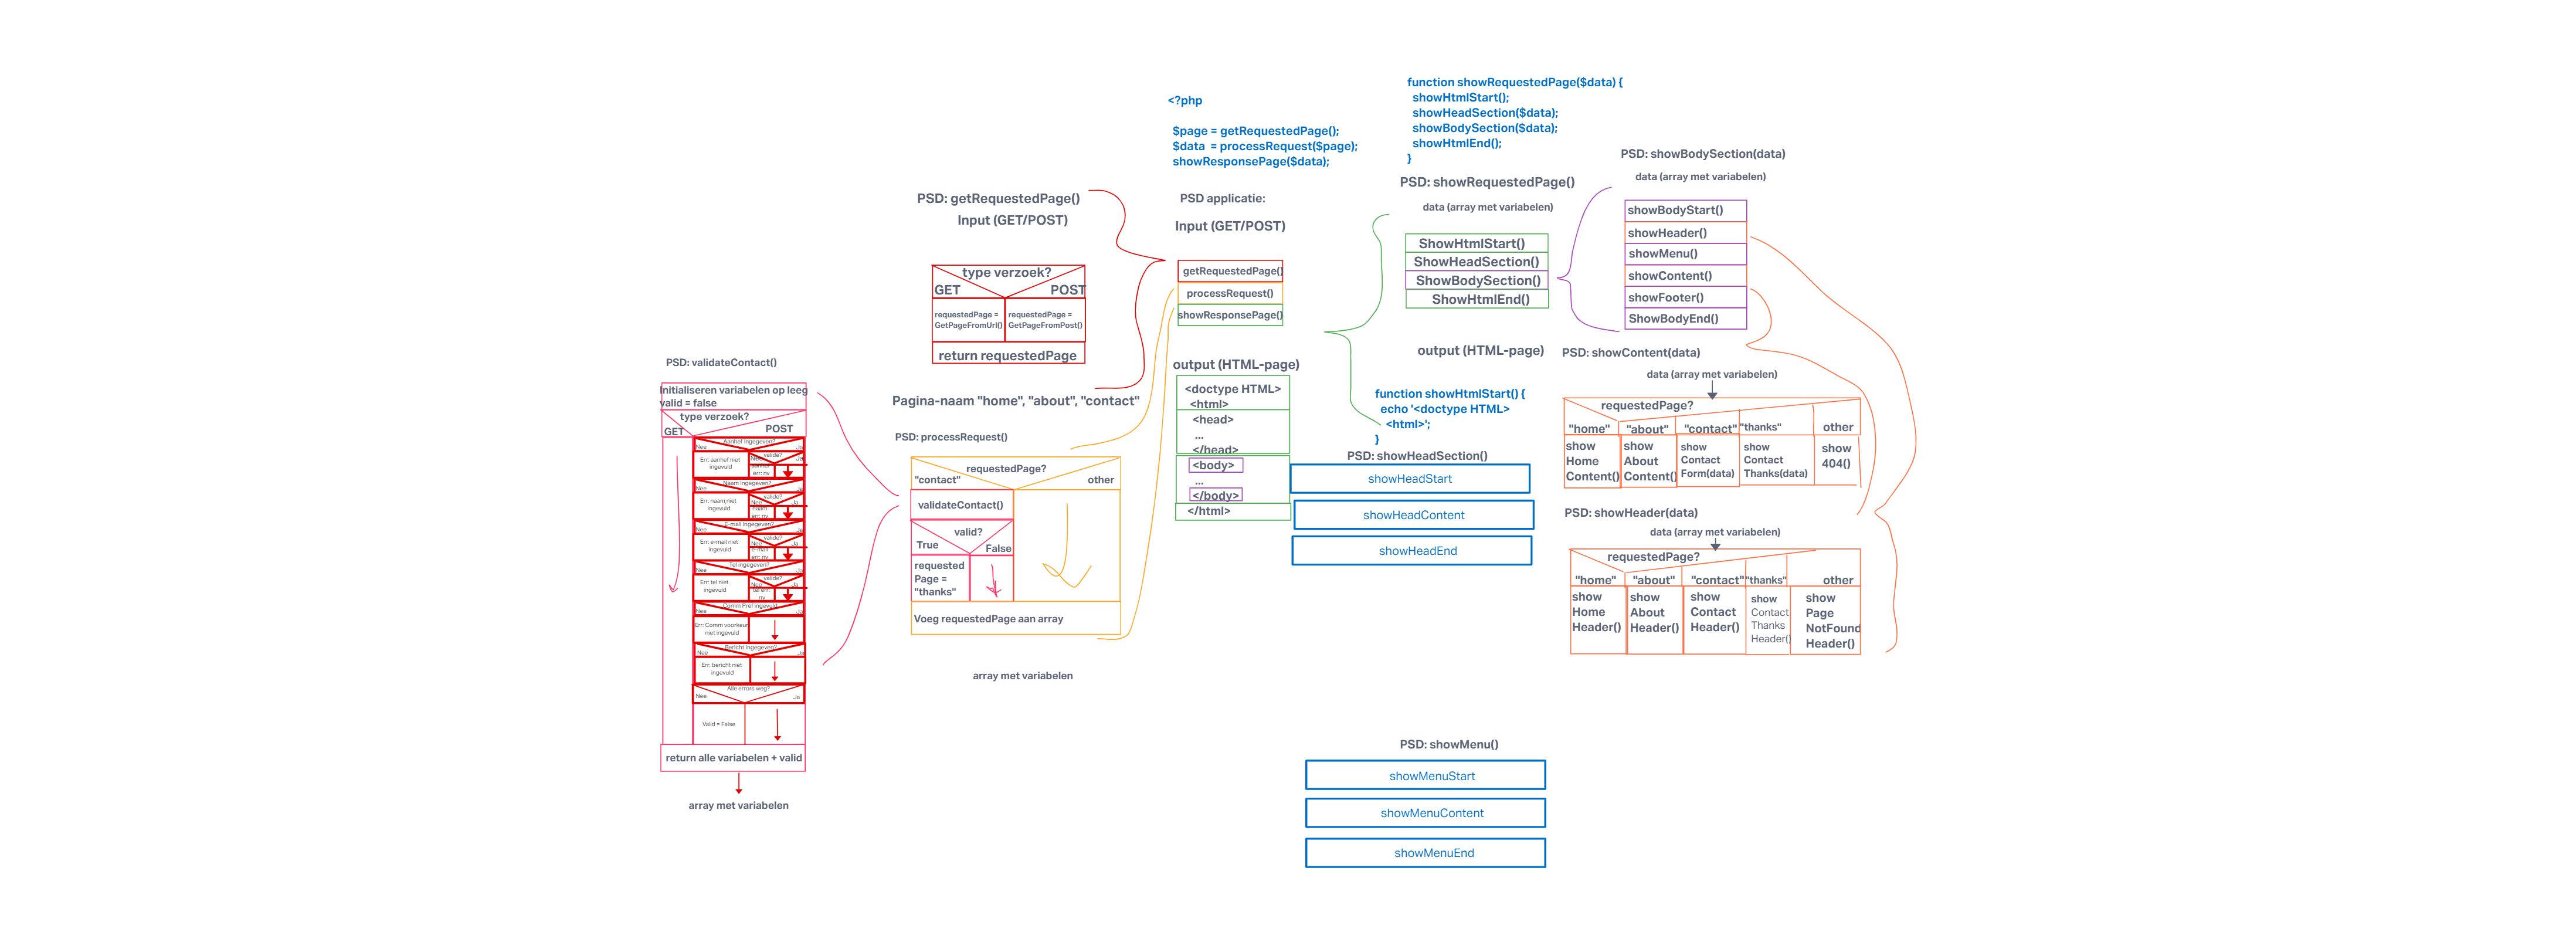 function showRequestedPage($data) {
showHtmlStart();
showHeadSection($data);
showBodySection($data);
showHtmlEnd();
}
<?php
$page = getRequestedPage();
$data = processRequest($page);
showResponsePage($data);
PSD: getRequestedPage()
Input (GET/POST)
type verzoek?
GET
POST
requestedPage =
GetPageFromUrl()
requestedPage =
GetPageFromPost()
return requestedPage
Pagina-naam "home", "about", "contact"
PSD applicatie:
Input (GET/POST)
getRequestedPage()
processRequest()
showResponsePage()
output (HTML-page)
<doctype HTML>
<html>
<head>
...
</head>
<body>
...
</body>
</html>
PSD: showRequestedPage()
data (array met variabelen)
ShowHtmlStart()
ShowHeadSection()
ShowBodySection()
ShowHtmlEnd()
output (HTML-page)
function showHtmlStart() {
echo '<doctype HTML>
<html>';
}
PSD: showHeadSection()
showHeadStart
showHeadContent
showHeadEnd
PSD: showBodySection(data)
data (array met variabelen)
showBodyStart()
showHeader()
showMenu()
showContent()
showFooter()
ShowBodyEnd()
PSD: showContent(data)
data (array met variabelen)
requestedPage?
"home"
"about"
"contact"
"thanks"
other
show
Home
Content()
show
About
Content()
show
Contact
Form(data)
show
Contact
Thanks(data)
show
404()
PSD: showHeader(data)
data (array met variabelen)
requestedPage?
"home"
"about"
"contact"
"thanks"
other
show
Home
Header()
show
About
Header()
show
Contact
Header()
show
Contact
Thanks
Header()
show
Page
NotFound
Header()
PSD: validateContact()
Initialiseren variabelen op leeg
valid = false
type verzoek?
GET
POST
Aanhef ingegeven?
Nee
Ja
Err: aanhef niet
ingevuld
valide?
Nee
Ja
err: nv
Naam ingegeven?
Nee
Ja
Err: naam niet
ingevuld
valide?
Nee
Ja
naam
err: nv
E-mail ingegeven?
Nee
Ja
Err: e-mail niet
ingevuld
valide?
Nee
Ja
e-mail
err: nv
Tel ingegeven?
Nee
Ja
Err: tel niet
ingevuld
valide?
Nee
Ja
tel err:
nv
Comm Pref ingevuld
Nee
Ja
Err: Comm voorkeur
niet ingevuld
Bericht ingegeven?
Nee
Ja
Err: bericht niet
ingevuld
Alle errors weg?
Nee
Ja
Valid = False
return alle variabelen + valid
array met variabelen
PSD: processRequest()
requestedPage?
"contact"
other
validateContact()
valid?
True
False
requested
Page =
"thanks"
Voeg requestedPage aan array
array met variabelen
PSD: showMenu()
showMenuStart
showMenuContent
showMenuEnd